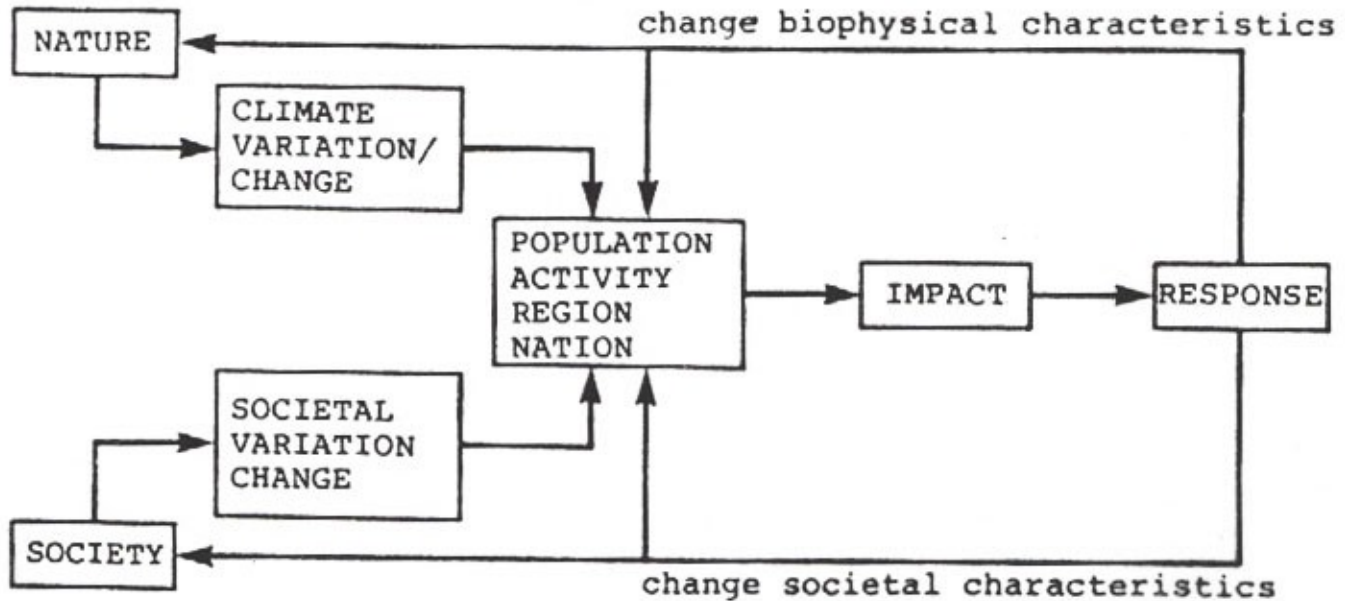 change biophysical characteristics
NATURE
CLIMATE
VARIATION/
CHANGE
POPULATION
ACTIVITY
REGION
NATION
IMPACT
RESPONSE
SOCIETAL
VARIATION
CHANGE
SOCIETY
change societal characteristics